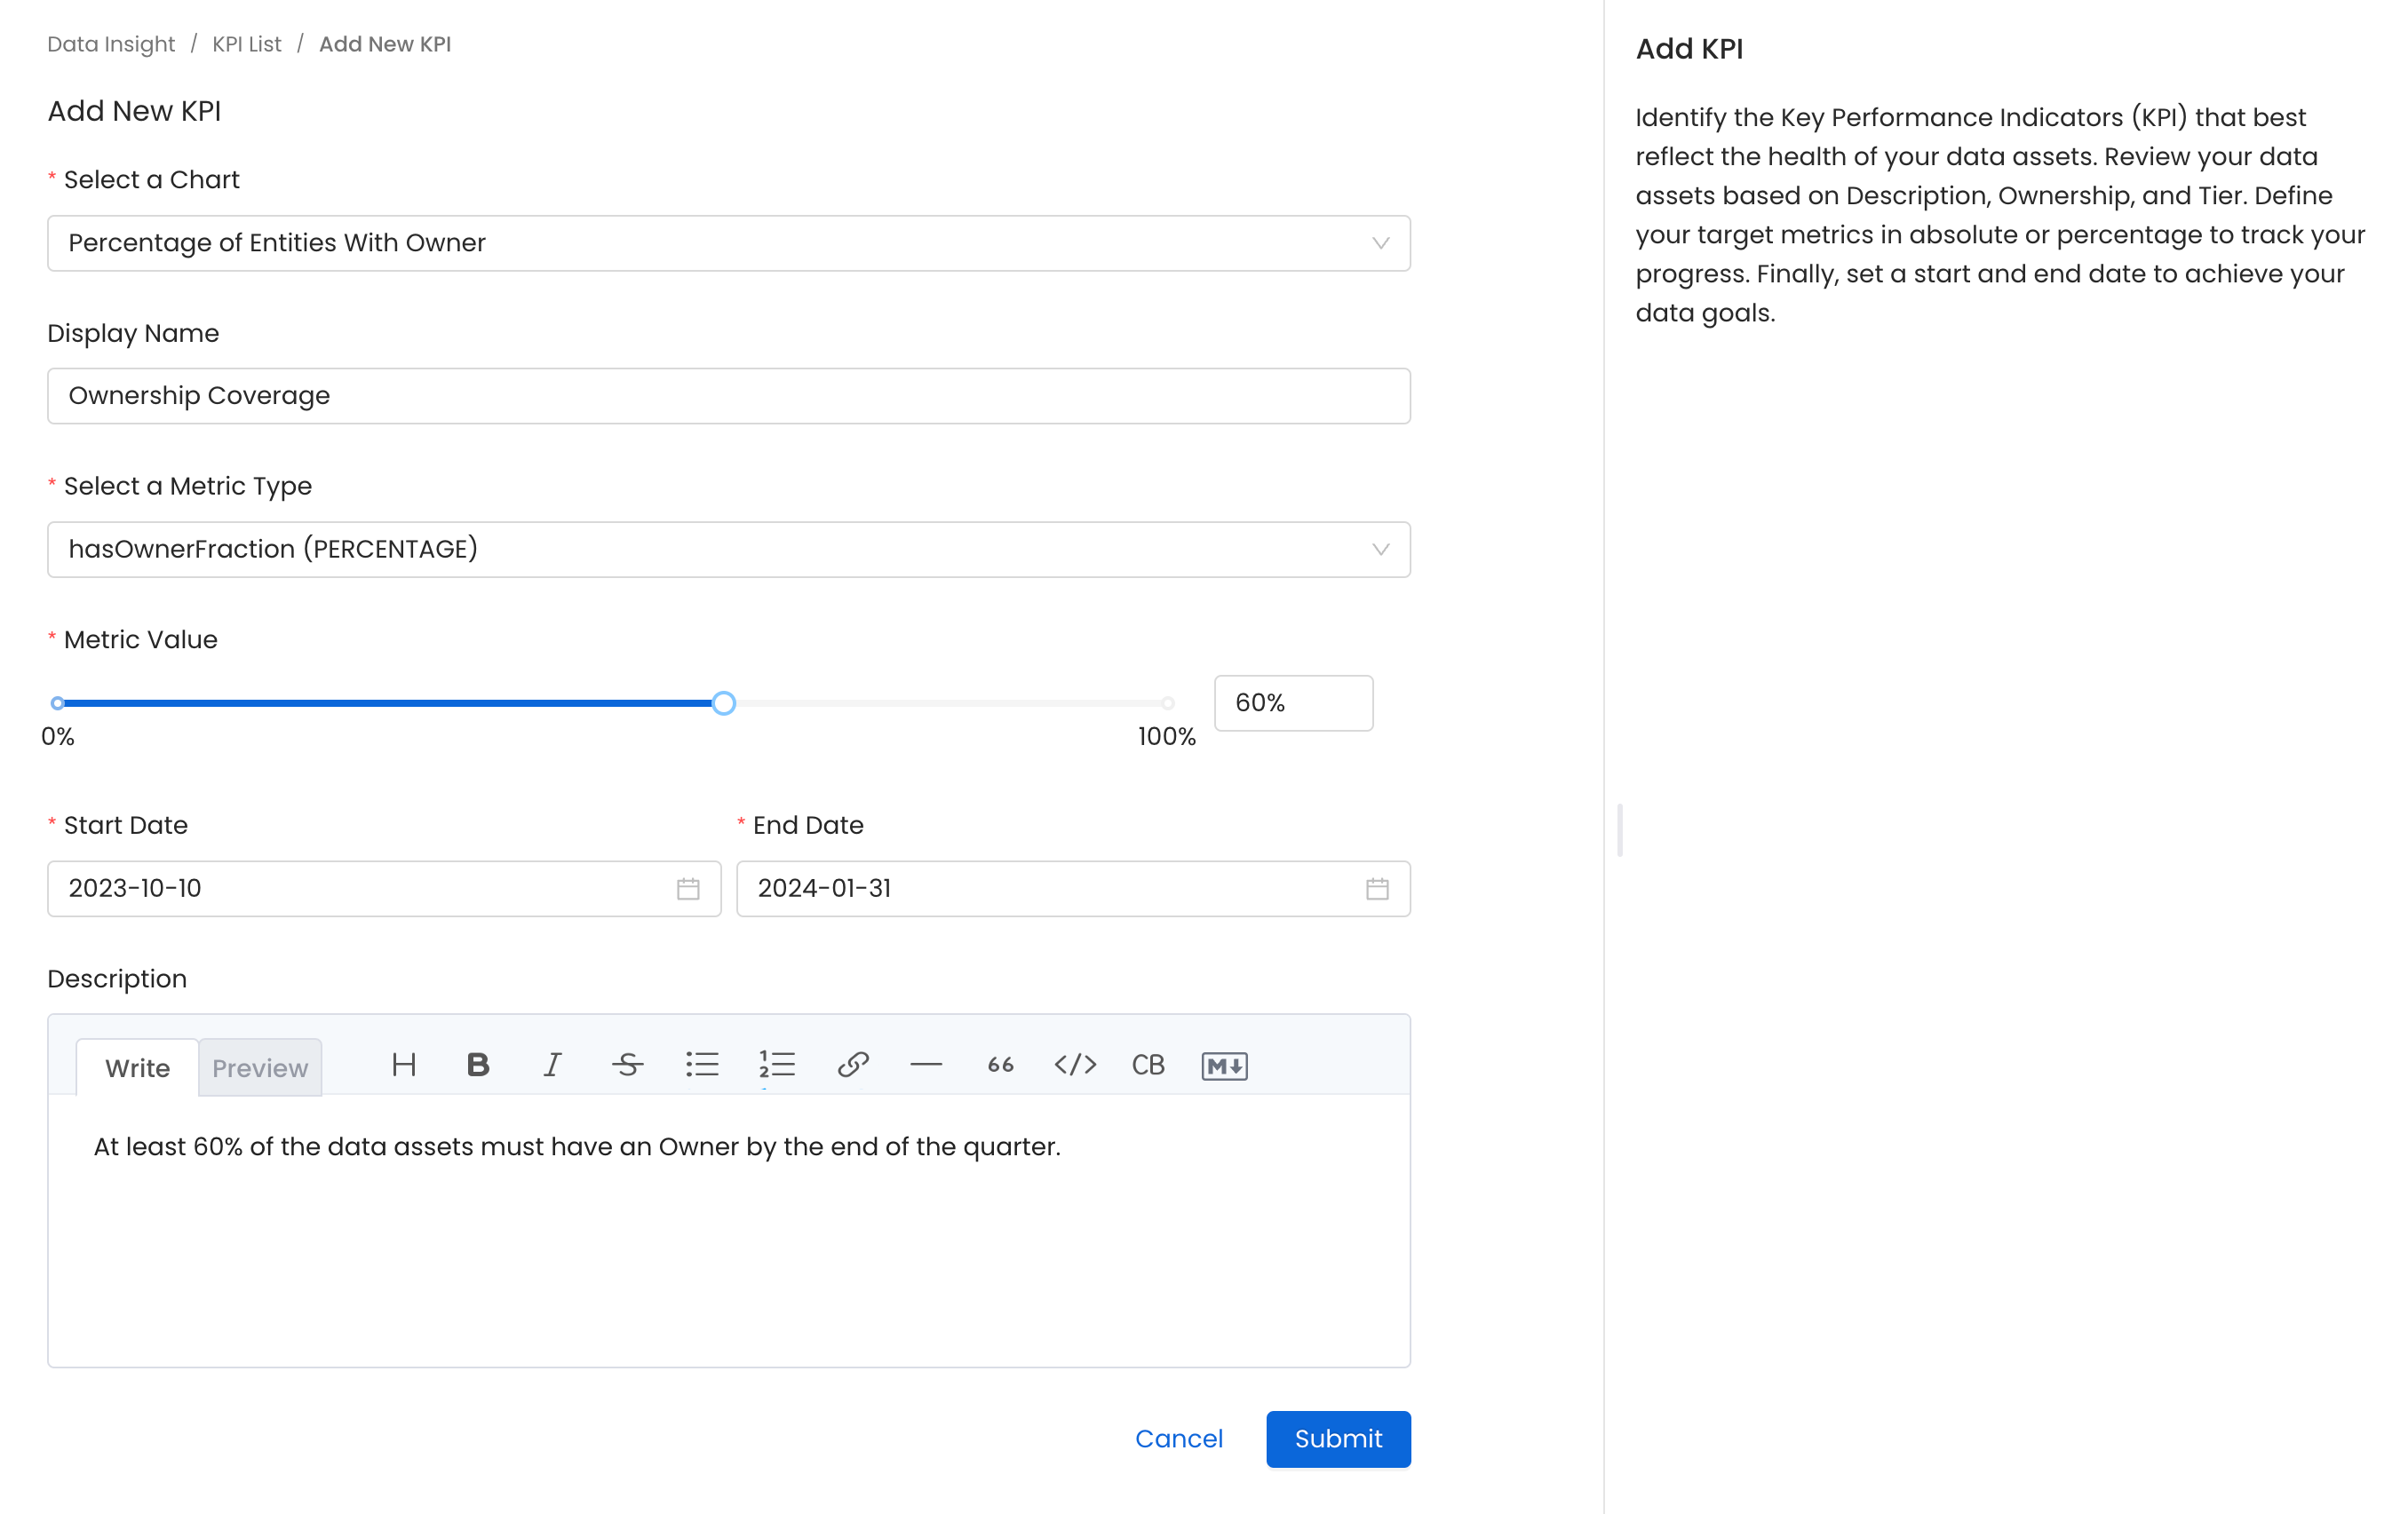 Data Insight / KPI List / Add New KPI
Add New KPI
* Select a Chart
Percentage of Entities With Owner
Display Name
Ownership Coverage
* Select a Metric Type
hasOwnerFraction (PERCENTAGE)
* Metric Value
60%
0%
100%
* Start Date
* End Date
2023-10-10
2024-01-31
Description
Write
Preview
H B I S 66 </> CB M
At least 60% of the data assets must have an Owner by the end of the quarter.
Cancel
Submit
Add KPI
Identify the Key Performance Indicators (KPI) that best
reflect the health of your data assets. Review your data
assets based on Description, Ownership, and Tier. Define
your target metrics in absolute or percentage to track your
progress. Finally, set a start and end date to achieve your
data goals.